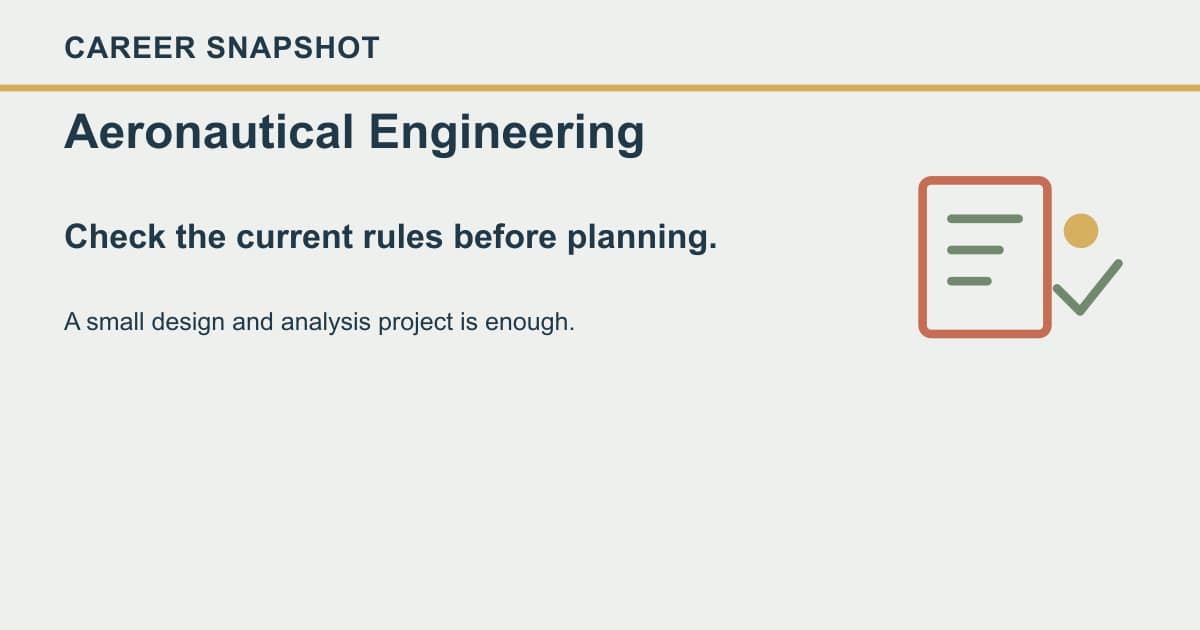 CAREER SNAPSHOT
Aeronautical Engineering
Check the current rules before planning.
A small design and analysis project is enough.